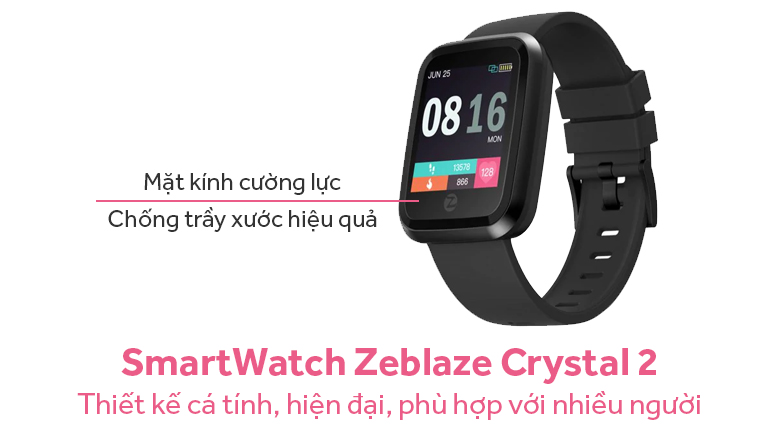 JUN 25
08 16
MON
13578
866
128
Mặt kính cường lực
Chống trầy xước hiệu quả
SmartWatch Zeblaze Crystal 2
Thiết kế cá tính, hiện đại, phù hợp với nhiều người